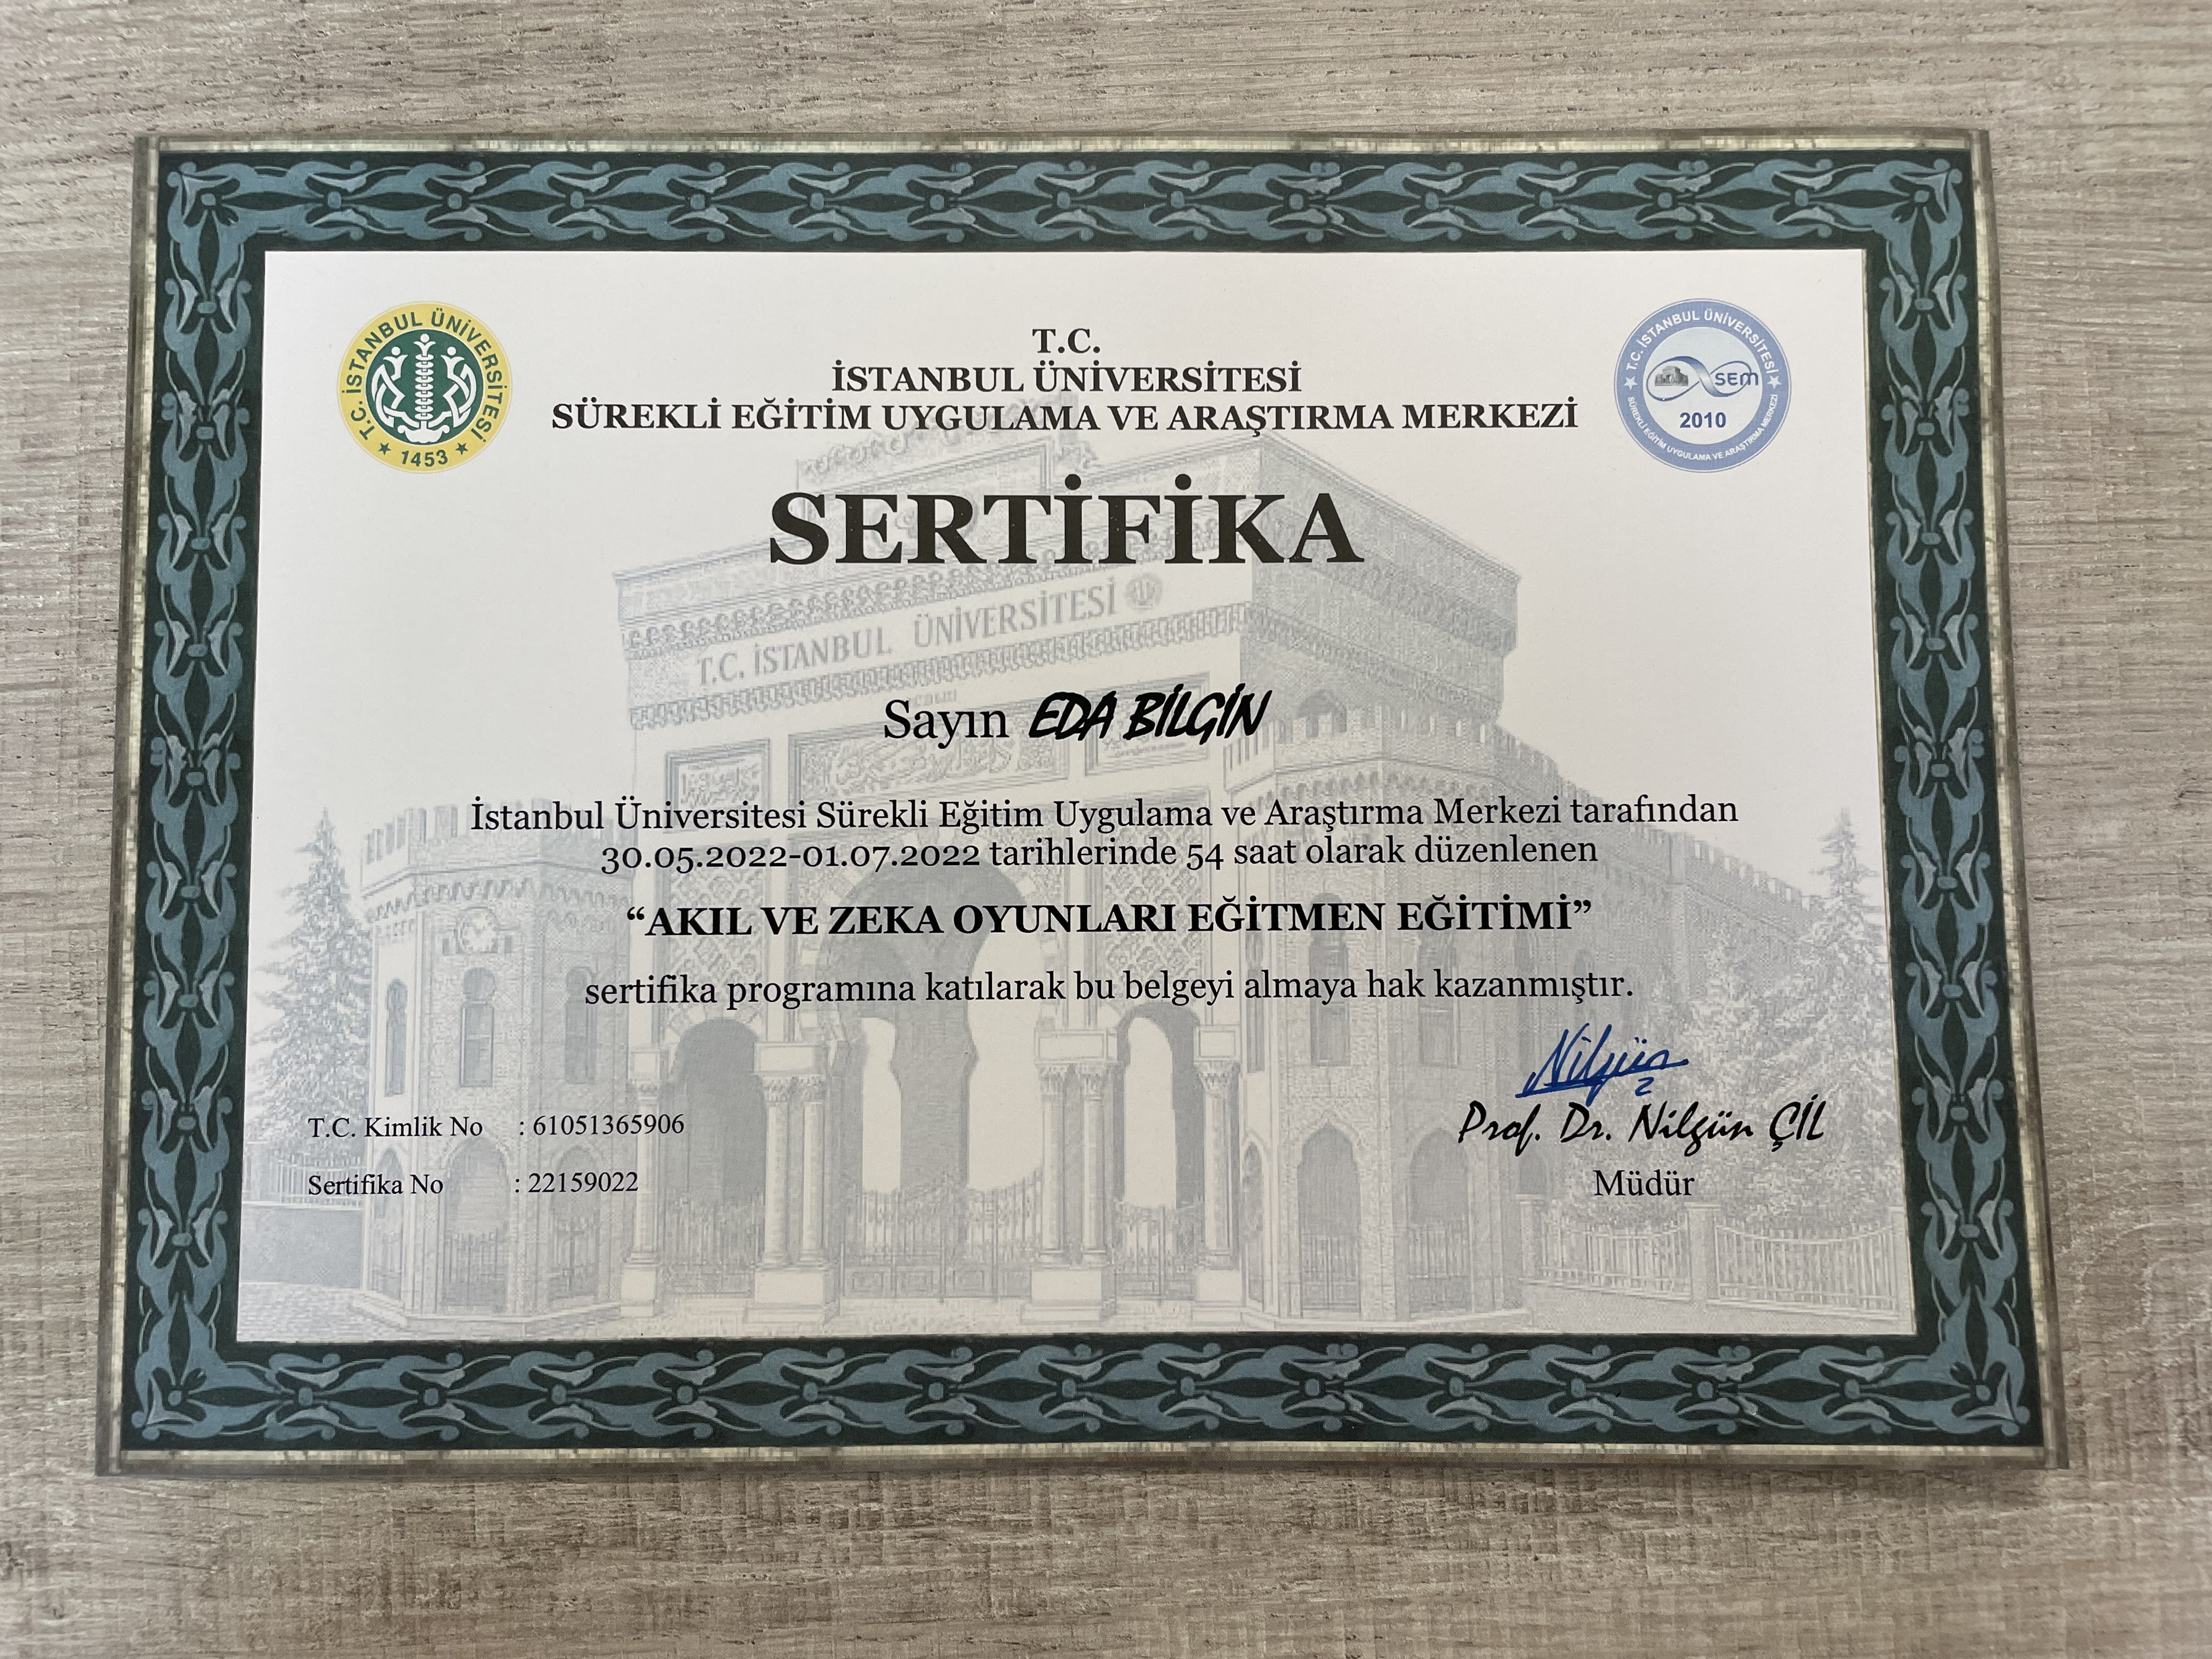 T.C. İSTANBUL ÜNİVERSİTESİ
★ 1453 ★
T.C.
İSTANBUL ÜNİVERSİTESİ
SÜREKLİ EĞİTİM UYGULAMA VE ARAŞTIRMA MERKEZİ
T.C. İSTANBUL ÜNİVERSİTESİ
SEM
2010
SÜREKLİ EĞİTİM UYGULAMA VE ARAŞTIRMA MERKEZİ
SERTİFİKA
T.C. İSTANBUL ÜNİVERSİTESİ
Sayın EDA BİLGİN
İstanbul Üniversitesi Sürekli Eğitim Uygulama ve Araştırma Merkezi tarafından
30.05.2022-01.07.2022 tarihlerinde 54 saat olarak düzenlenen
“AKIL VE ZEKA OYUNLARI EĞİTMEN EĞİTİMİ”
sertifika programına katılarak bu belgeyi almaya hak kazanmıştır.
Nilgün
Prof. Dr. Nilgün ÇİL
Müdür
T.C. Kimlik No : 61051365906
Sertifika No : 22159022